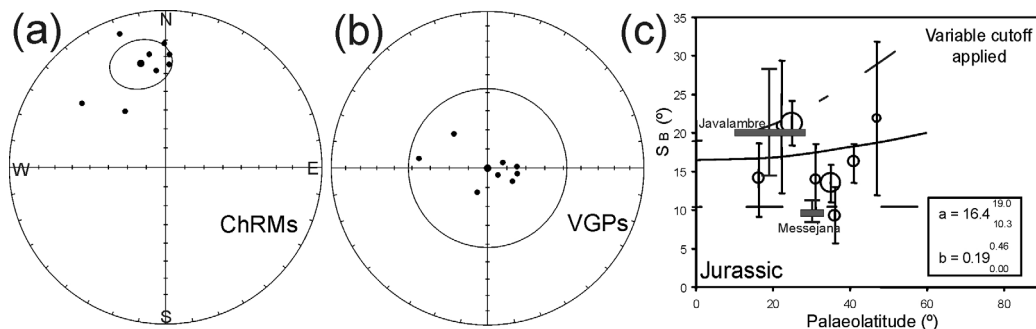 (a)
N
W
E
S
ChRMs
(b)
VGPs
(c)
Variable cutoff
applied
S B (º)
35
30
25
20
15
10
5
0
0
20
40
60
80
Javalambre
Messejana
Jurassic
a = 16.4 19.0
10.3
b = 0.19 0.46
0.00
Palaeolatitude (º)